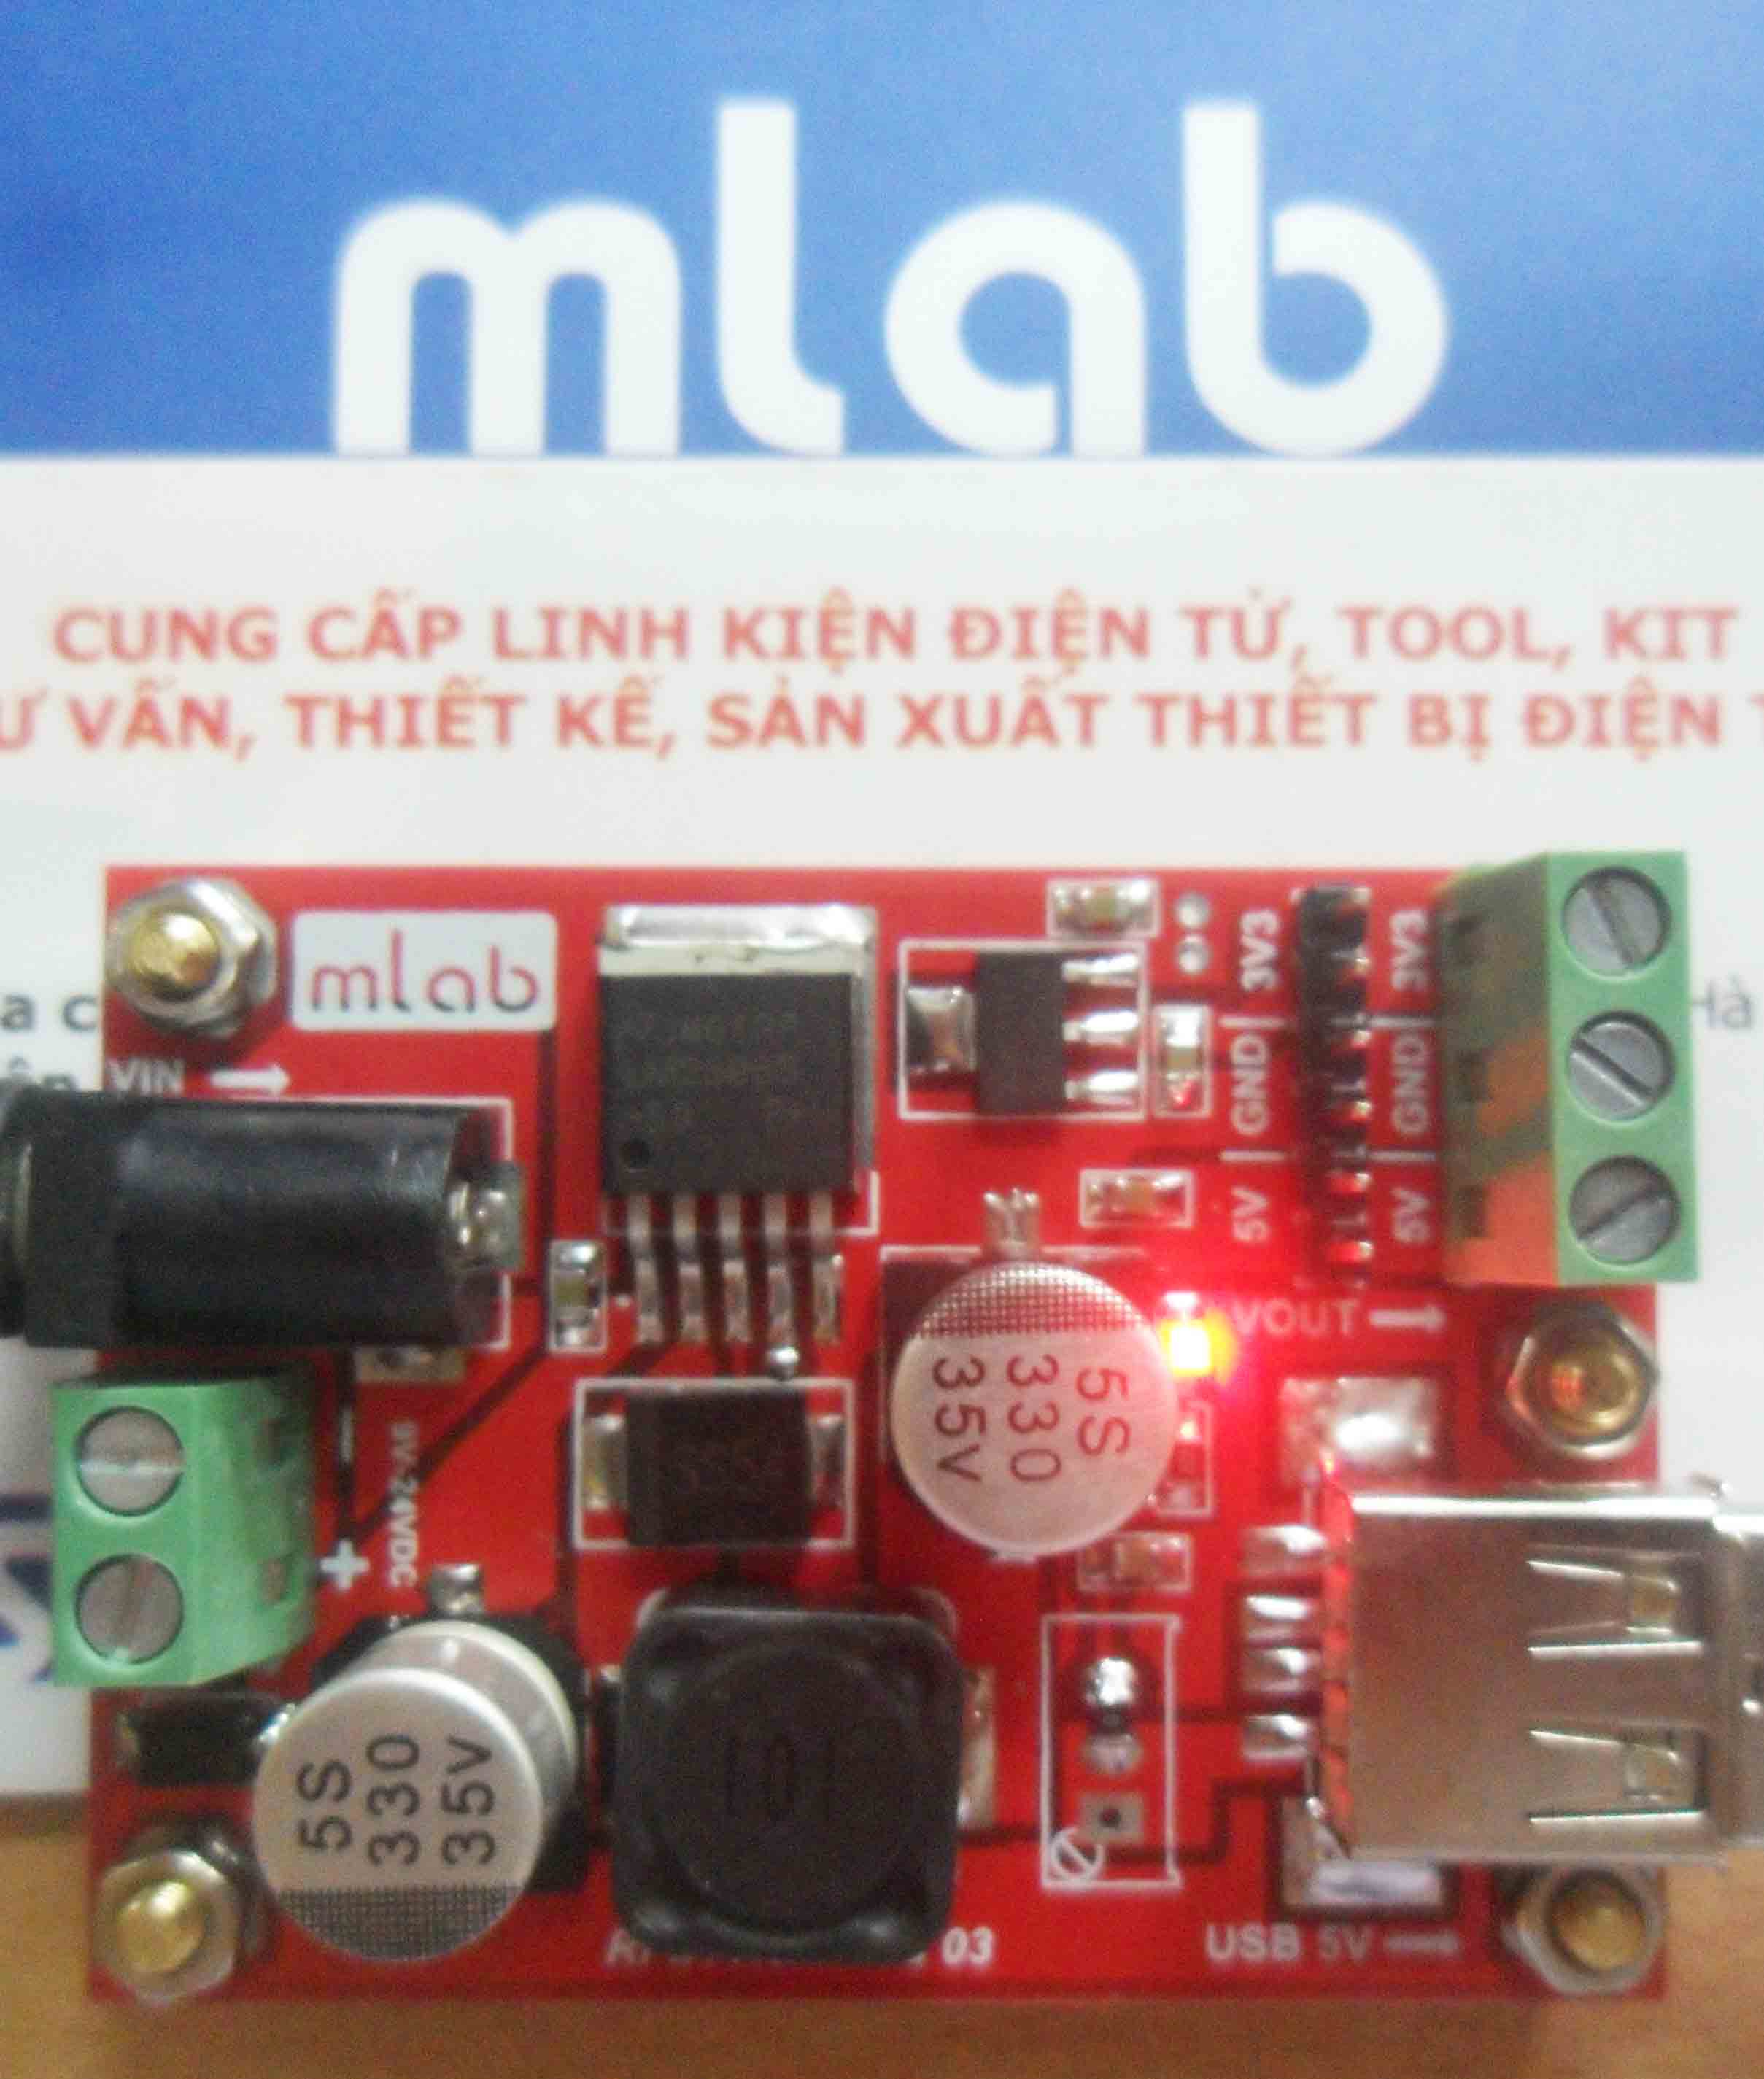 mlab
CUNG CẤP LINH KIỆN ĐIỆN TỬ, TOOL, KIT
VẤN, THIẾT KẾ, SẢN XUẤT THIẾT BỊ ĐIỆN
mlab
VIN
3V3
GND
5V
3V3
GND
5V
VOUT
5S
330
35V
-
+
5S
330
35V
03
USB 5V